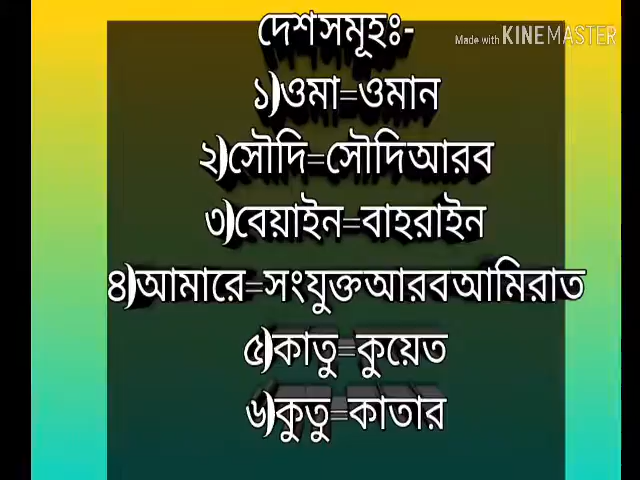 দেশসমূহঃ-
Made with KINEMASTER
১)ওমা=ওমান
২)সৌদি=সৌদিআরব
৩)বেয়াইন=বাহরাইন
৪)আমারে=সংযুক্তআরবআমিরাত
৫)কাতু=কুয়েত
৬)কুতু=কাতার